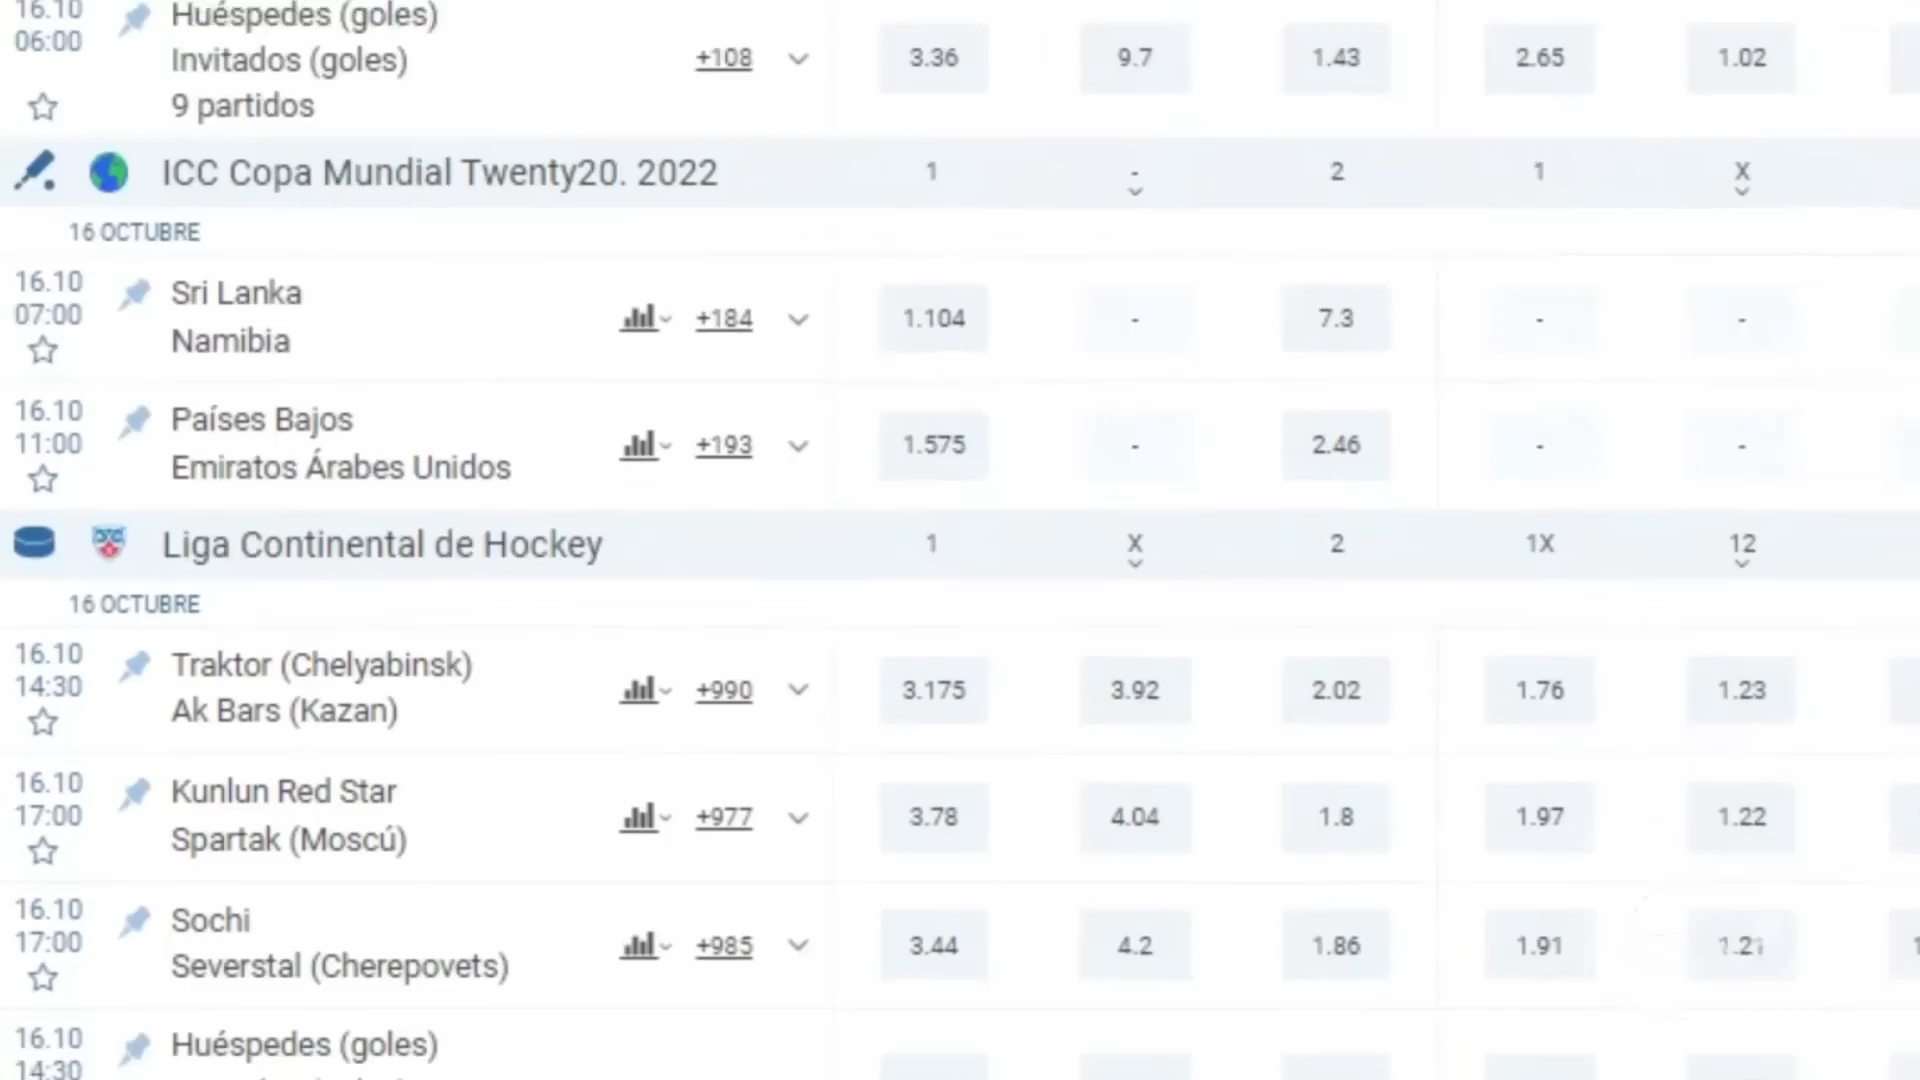 16.10
06:00
Huéspedes (goles)
Invitados (goles)
9 partidos
+108
3.36
9.7
1.43
2.65
1.02
ICC Copa Mundial Twenty20. 2022
1
-
2
1
X
16 OCTUBRE
16.10
07:00
Sri Lanka
Namibia
+184
1.104
-
7.3
-
-
16.10
11:00
Países Bajos
Emiratos Árabes Unidos
+193
1.575
-
2.46
-
-
Liga Continental de Hockey
1
X
2
1X
12
16 OCTUBRE
16.10
14:30
Traktor (Chelyabinsk)
Ak Bars (Kazan)
+990
3.175
3.92
2.02
1.76
1.23
16.10
17:00
Kunlun Red Star
Spartak (Moscú)
+977
3.78
4.04
1.8
1.97
1.22
16.10
17:00
Sochi
Severstal (Cherepovets)
+985
3.44
4.2
1.86
1.91
1.21
16.10
14:30
Huéspedes (goles)